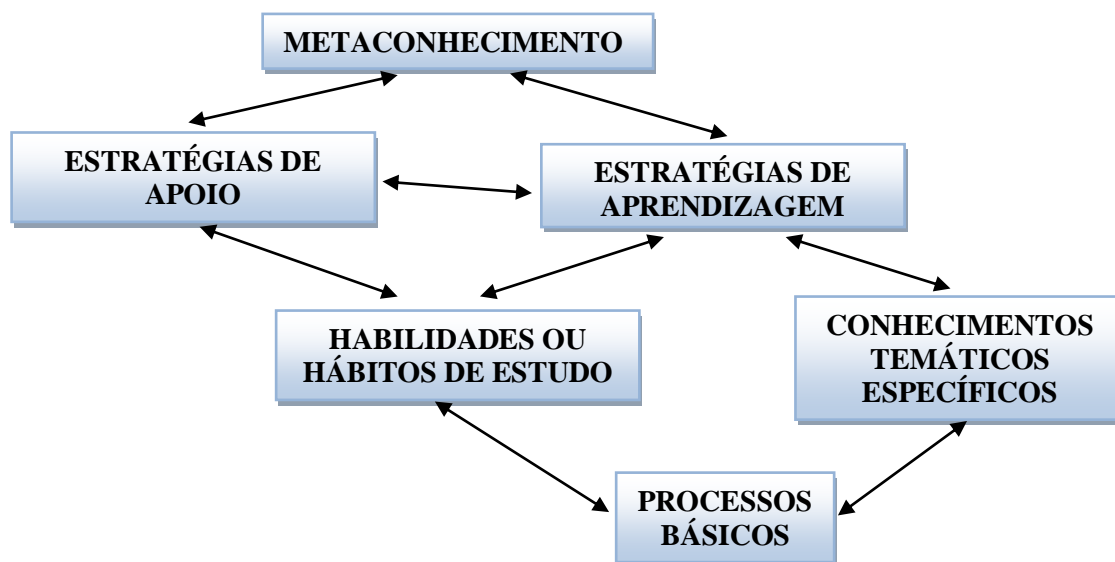 METACONHECIMENTO
ESTRATÉGIAS DE
APOIO
ESTRATÉGIAS DE
APRENDIZAGEM
HABILIDADES OU
HÁBITOS DE ESTUDO
CONHECIMENTOS
TEMÁTICOS
ESPECÍFICOS
PROCESSOS
BÁSICOS